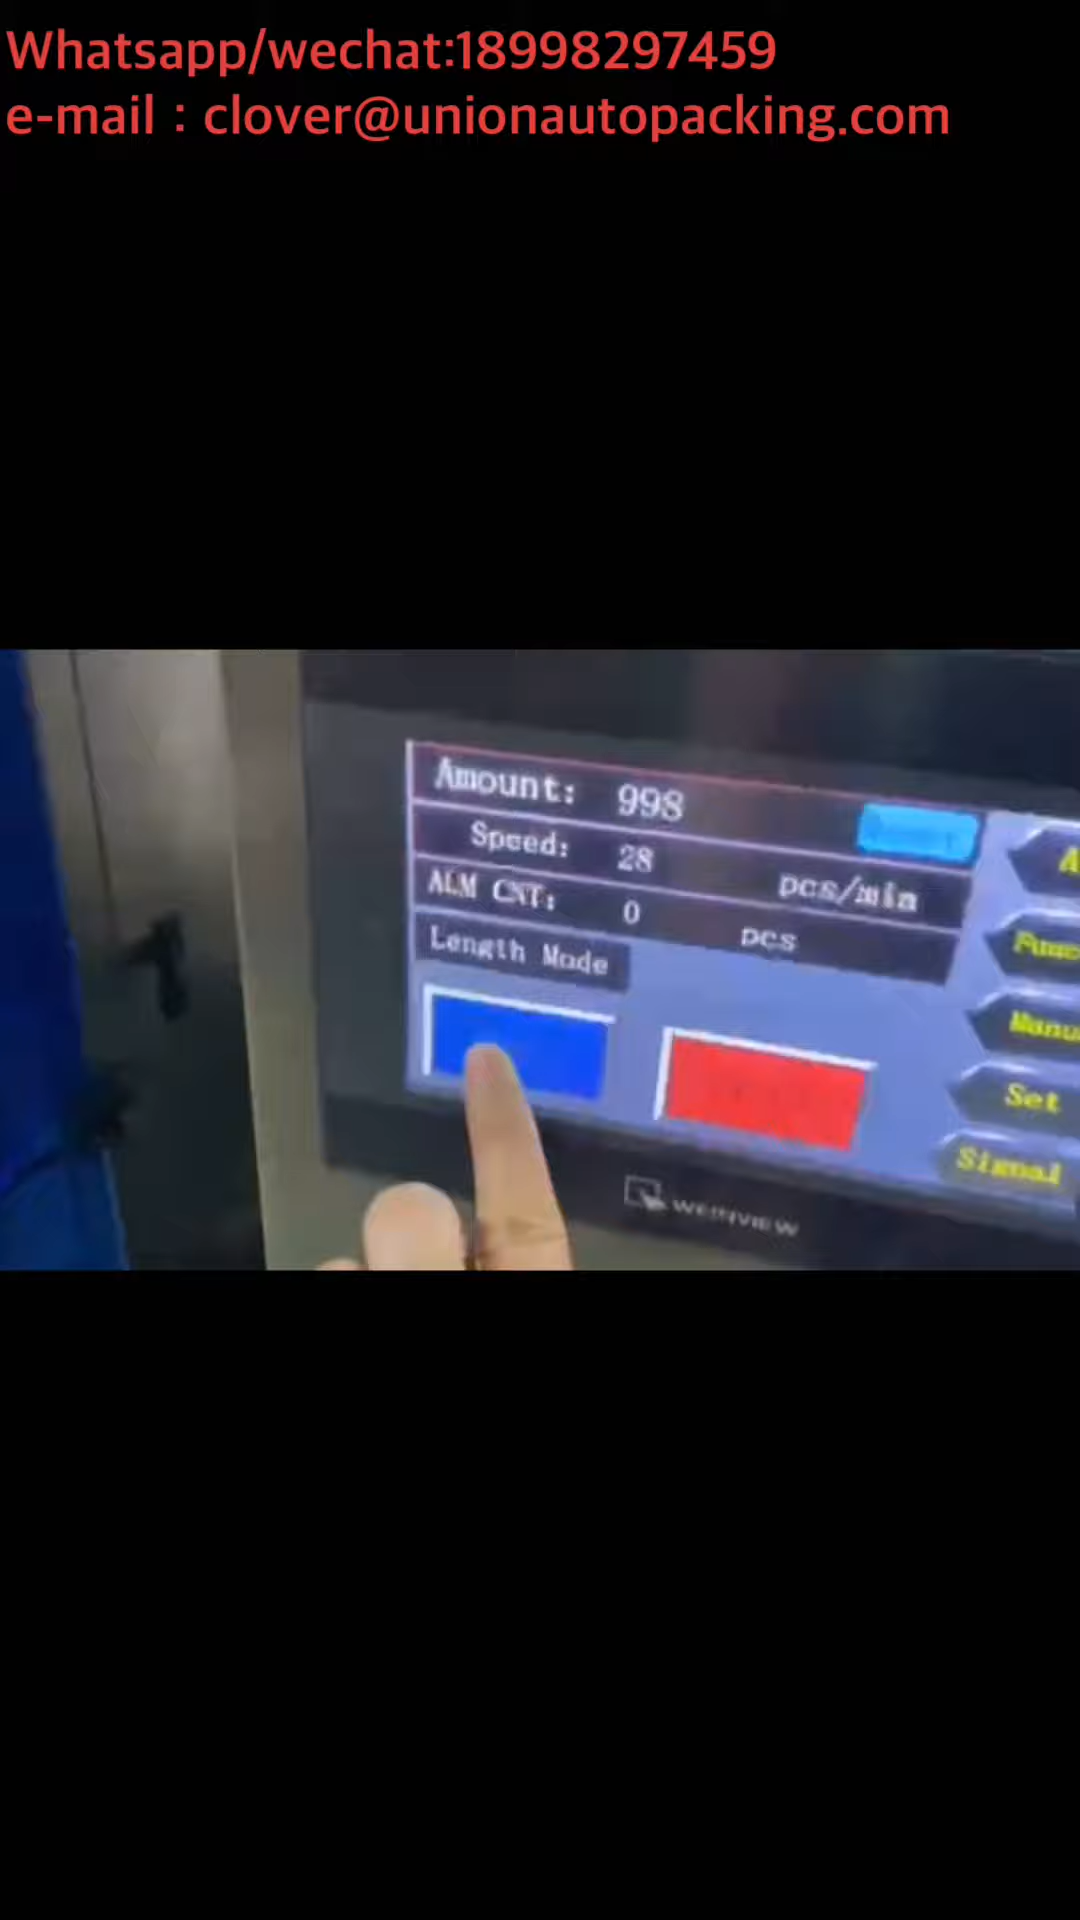 Whatsapp/wechat:18998297459
e-mail：clover@unionautopacking.com
Amount: 998
Speed: 28 pcs/min
ALM CNT: 0 pcs
Length Mode
Set
Signal
WEINVIEW